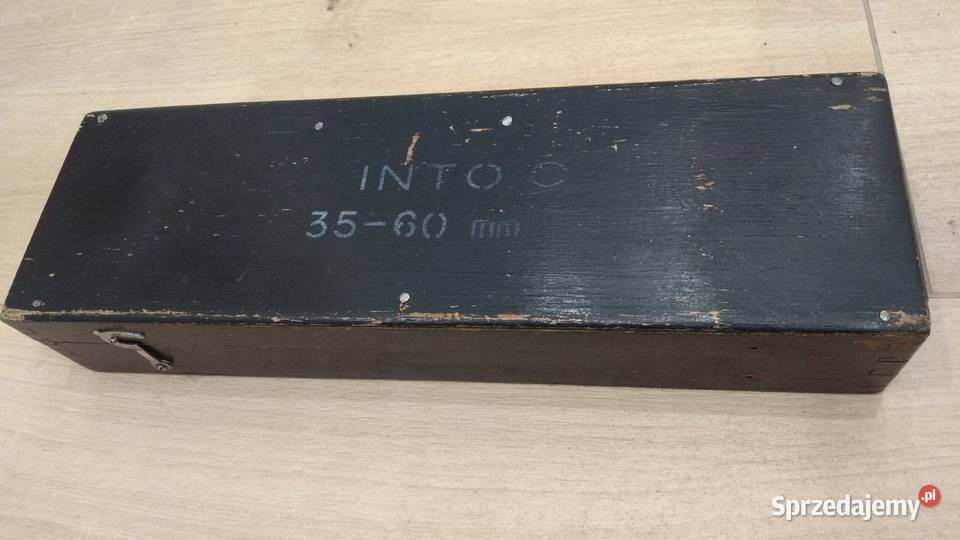 INTO C
35-60 mm
Sprzedajemy.pl